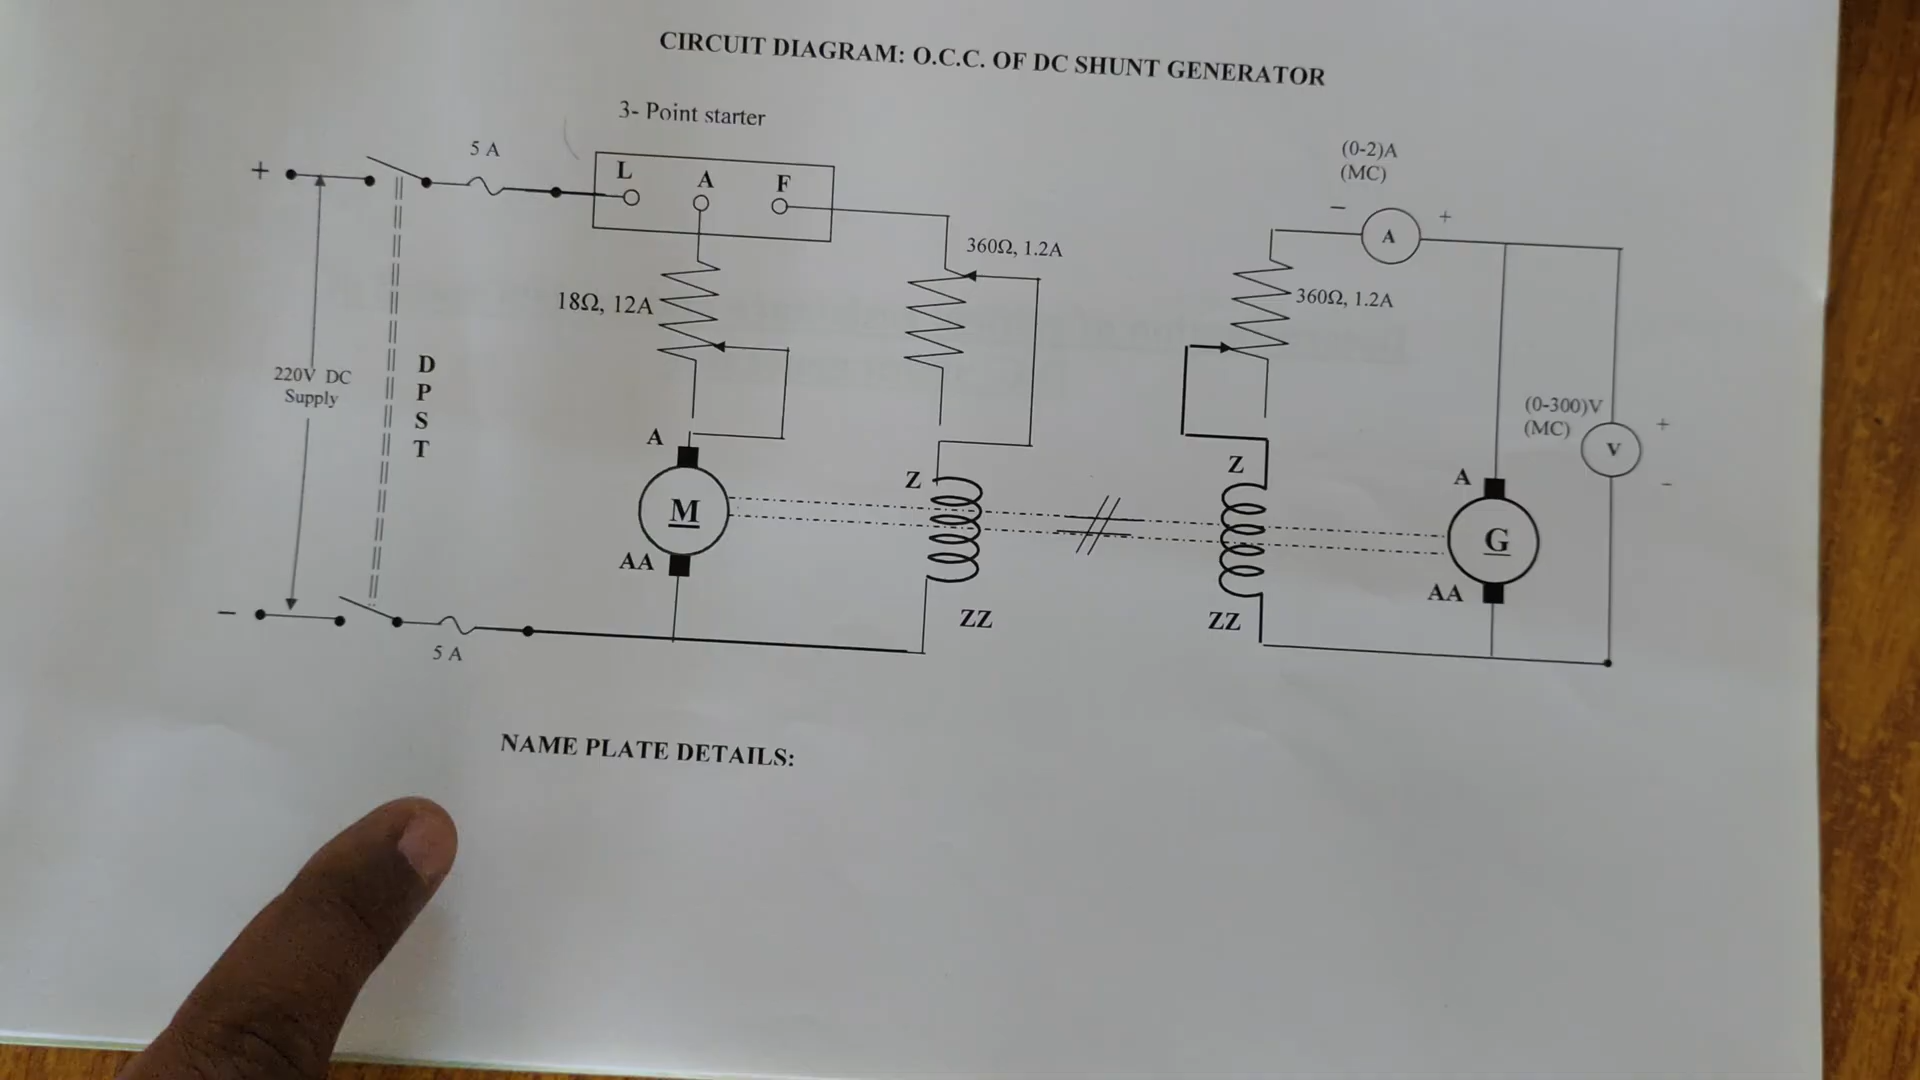 CIRCUIT DIAGRAM: O.C.C. OF DC SHUNT GENERATOR
3- Point starter
5 A
L
A
F
(0-2)A
(MC)
+
-
+
A
360Ω, 1.2A
18Ω, 12A
360Ω, 1.2A
220V DC
Supply
D
P
S
T
(0-300)V
(MC)
+
V
-
A
Z
Z
A
M
G
AA
AA
-
ZZ
ZZ
5 A
NAME PLATE DETAILS: